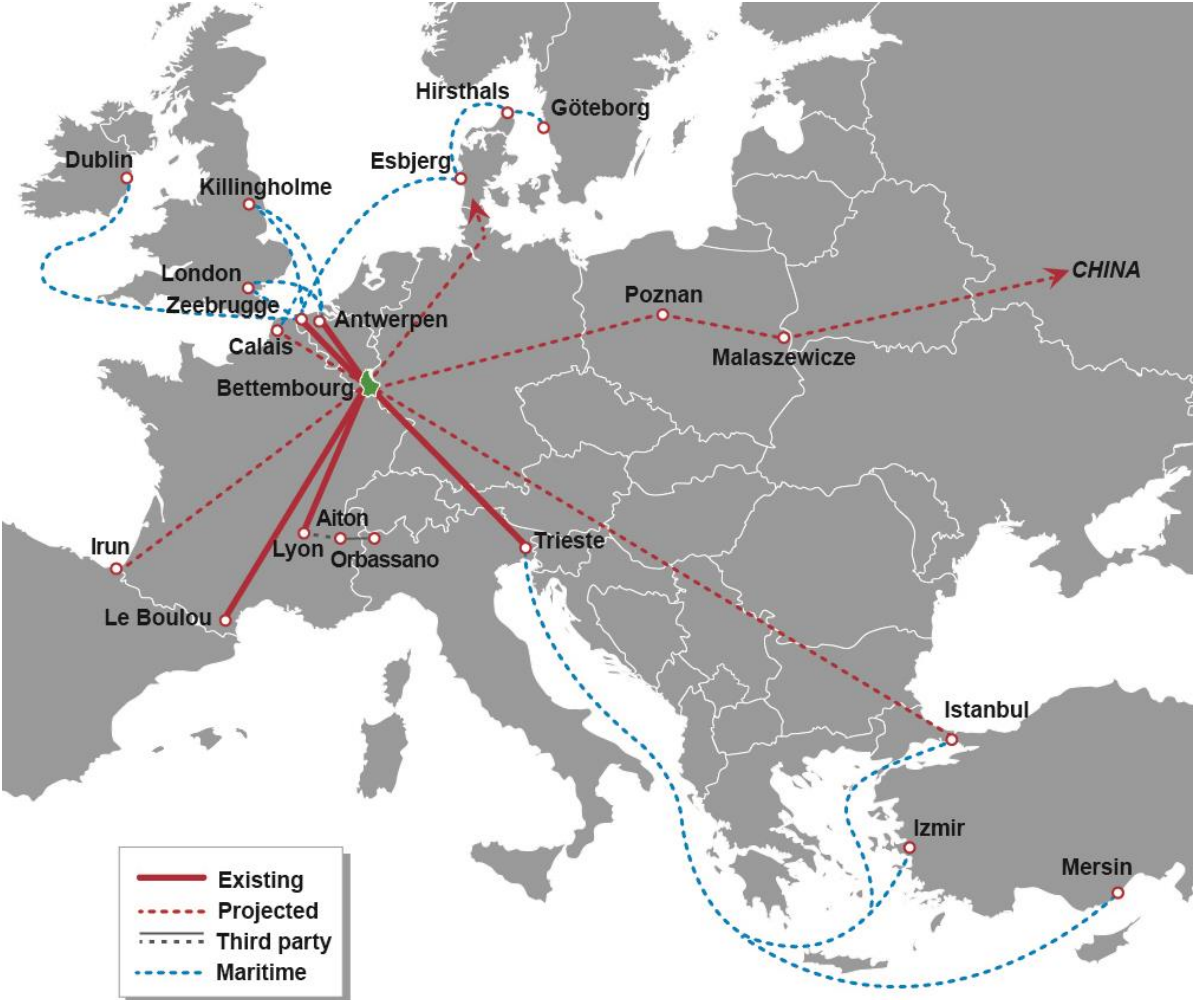 Hirsthals
Göteborg
Dublin
Esbjerg
Killingholme
London
CHINA
Zeebrugge
Poznan
Antwerpen
Calais
Malaszewicze
Bettembourg
Aiton
Irun
Lyon
Trieste
Orbassano
Le Boulou
Istanbul
Izmir
Mersin
Existing
Projected
Third party
Maritime